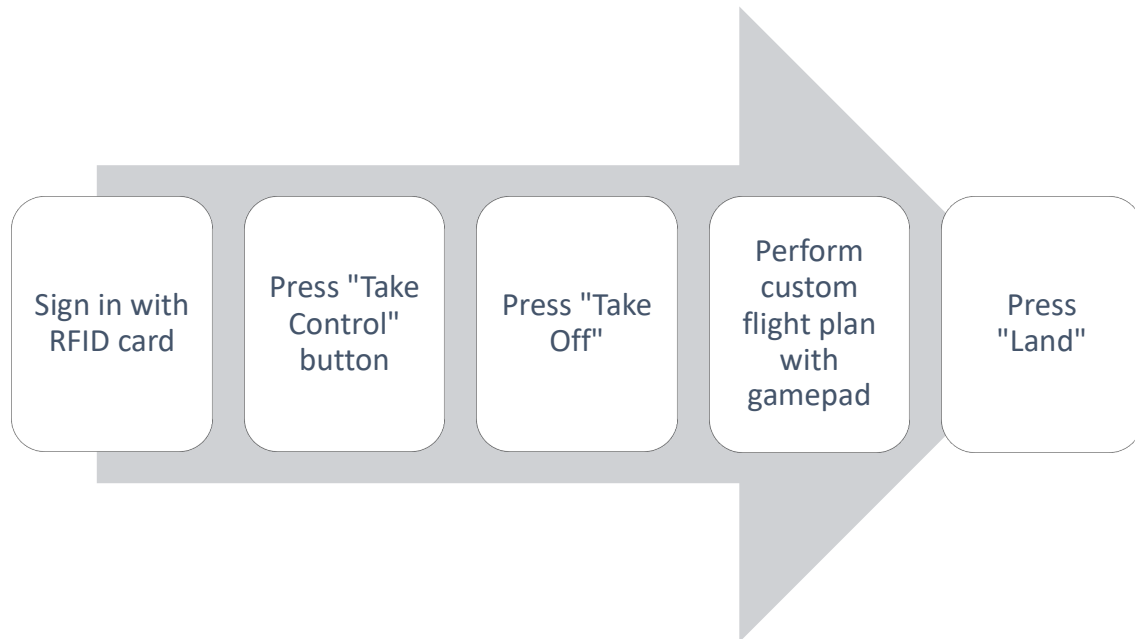 Sign in with
RFID card
Press "Take
Control"
button
Press "Take
Off"
Perform
custom
flight plan
with
gamepad
Press
"Land"